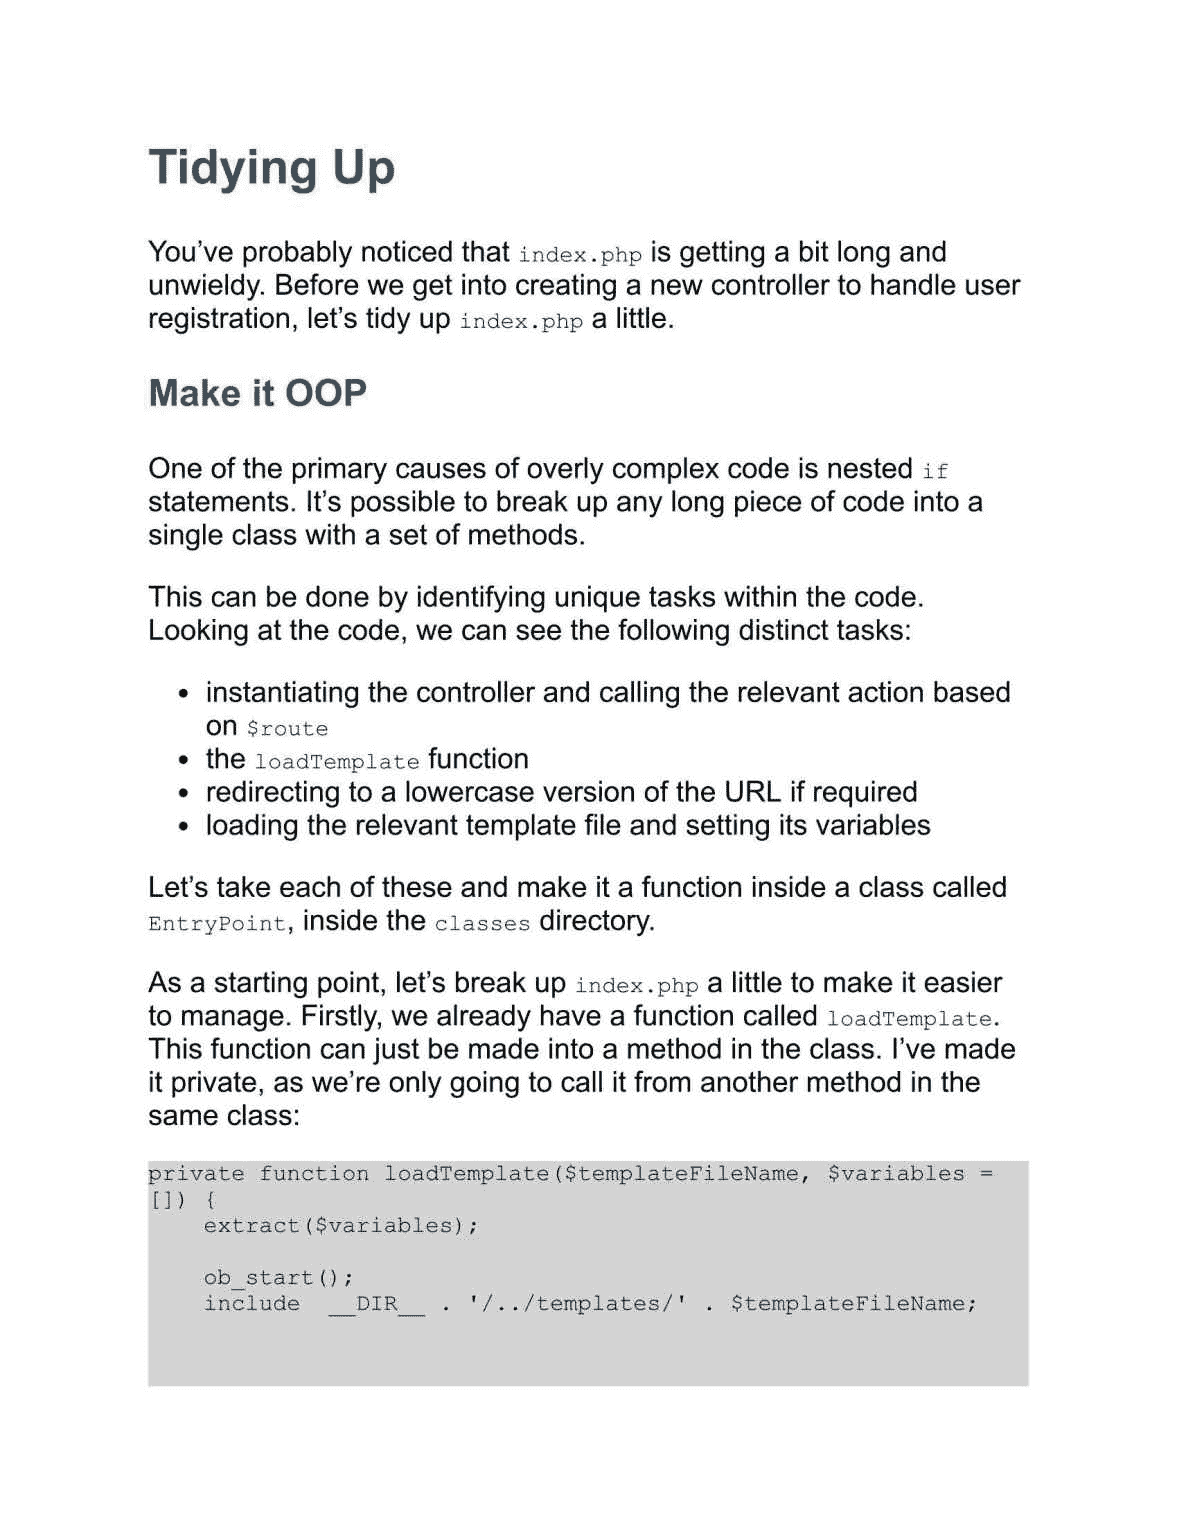 Tidying Up
You’ve probably noticed that index.php is getting a bit long and
unwieldy. Before we get into creating a new controller to handle user
registration, let’s tidy up index.php a little.
Make it OOP
One of the primary causes of overly complex code is nested if
statements. It’s possible to break up any long piece of code into a
single class with a set of methods.
This can be done by identifying unique tasks within the code.
Looking at the code, we can see the following distinct tasks:
• instantiating the controller and calling the relevant action based
on $route
• the loadTemplate function
• redirecting to a lowercase version of the URL if required
• loading the relevant template file and setting its variables
Let’s take each of these and make it a function inside a class called
EntryPoint, inside the classes directory.
As a starting point, let’s break up index.php a little to make it easier
to manage. Firstly, we already have a function called loadTemplate.
This function can just be made into a method in the class. I’ve made
it private, as we’re only going to call it from another method in the
same class:
private function loadTemplate($templateFileName, $variables =
[]) {
    extract($variables);
    ob_start();
    include  __DIR__ . '/../templates/' . $templateFileName;